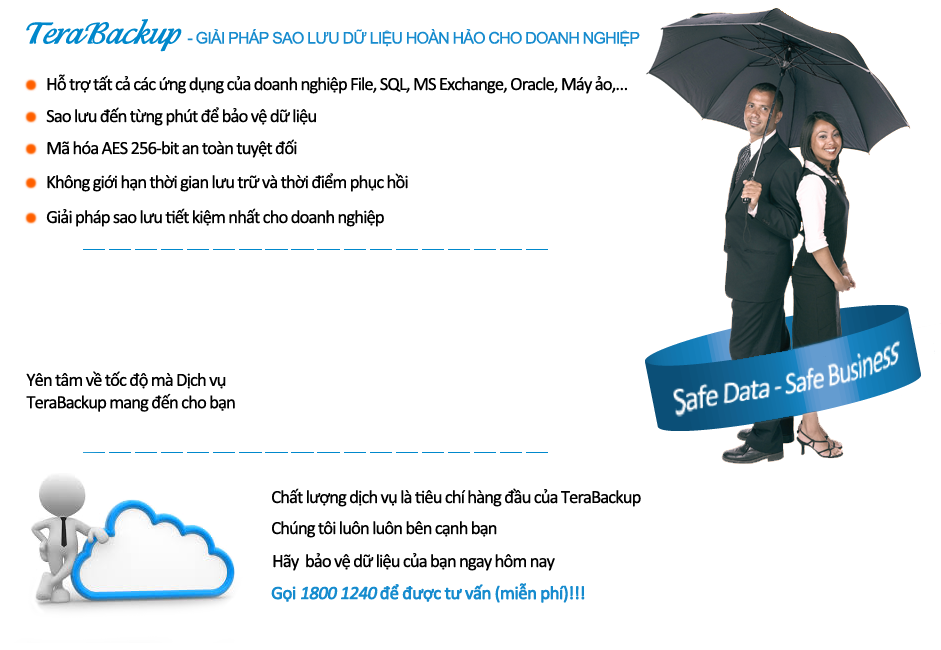 TeraBackup - GIẢI PHÁP SAO LƯU DỮ LIỆU HOÀN HẢO CHO DOANH NGHIỆP
Hỗ trợ tất cả các ứng dụng của doanh nghiệp File, SQL, MS Exchange, Oracle, Máy ảo,...
Sao lưu đến từng phút để bảo vệ dữ liệu
Mã hóa AES 256-bit an toàn tuyệt đối
Không giới hạn thời gian lưu trữ và thời điểm phục hồi
Giải pháp sao lưu tiết kiệm nhất cho doanh nghiệp
Safe Data - Safe Business
Yên tâm về tốc độ mà Dịch vụ
TeraBackup mang đến cho bạn
Chất lượng dịch vụ là tiêu chí hàng đầu của TeraBackup
Chúng tôi luôn luôn bên cạnh bạn
Hãy bảo vệ dữ liệu của bạn ngay hôm nay
Gọi 1800 1240 để được tư vấn (miễn phí)!!!